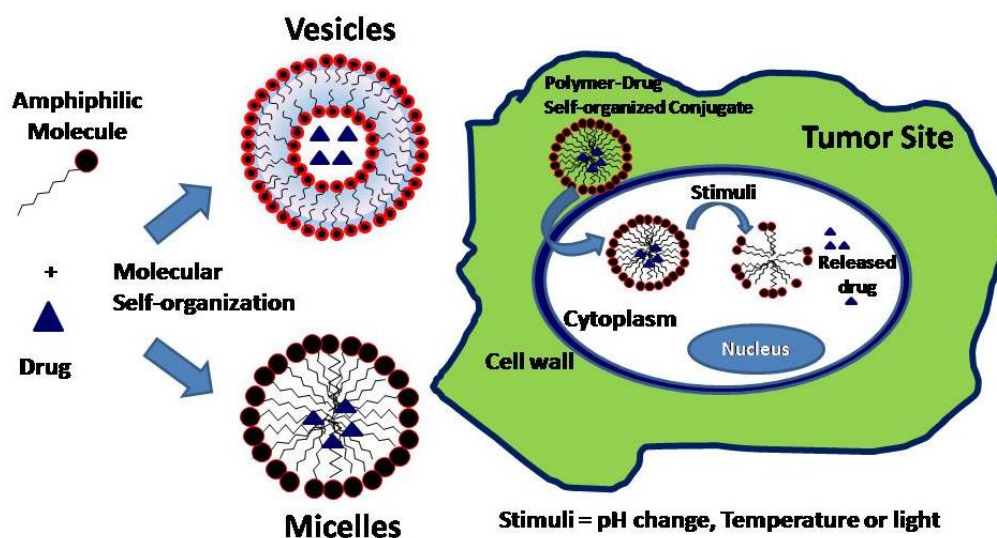 Vesicles
Amphiphilic
Molecule
+
Drug
Molecular
Self-organization
Micelles
Polymer-Drug
Self-organized Conjugate
Tumor Site
Stimuli
Released
drug
Cytoplasm
Nucleus
Cell wall
Stimuli = pH change, Temperature or light